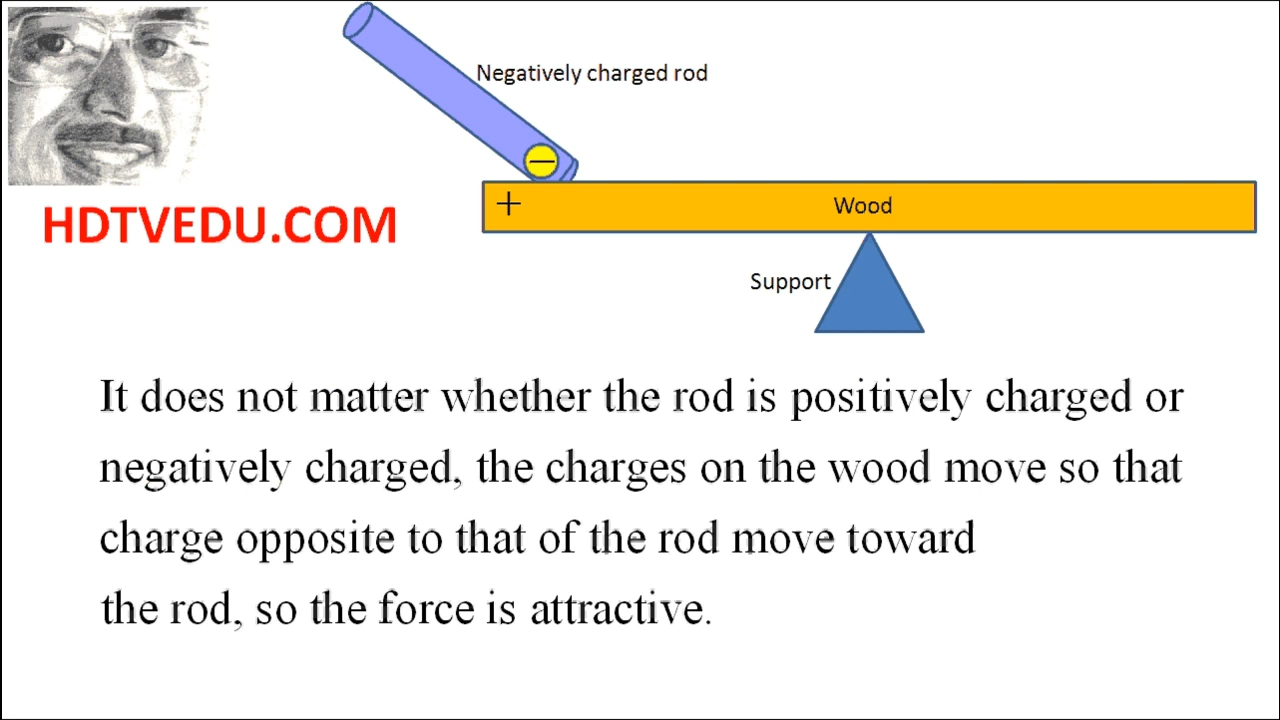 Negatively charged rod
−
+
Wood
HDTVEDU.COM
Support
It does not matter whether the rod is positively charged or
negatively charged, the charges on the wood move so that
charge opposite to that of the rod move toward
the rod, so the force is attractive.